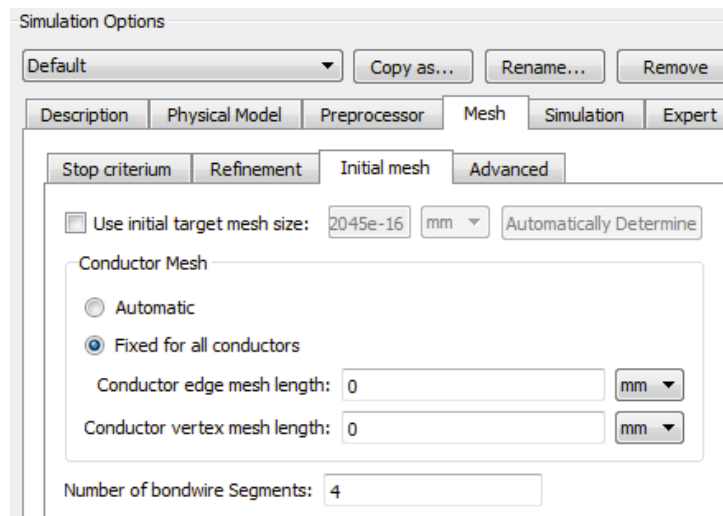 Simulation Options
Default Copy as... Rename... Remove
Description Physical Model Preprocessor Mesh Simulation Expert
Stop criterium Refinement Initial mesh Advanced
Use initial target mesh size: 2045e-16 mm Automatically Determine
Conductor Mesh
Automatic
Fixed for all conductors
Conductor edge mesh length: 0 mm
Conductor vertex mesh length: 0 mm
Number of bondwire Segments: 4